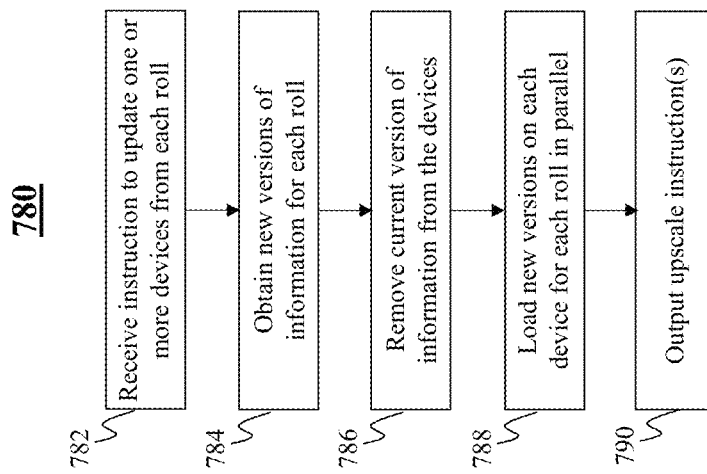 780
782
Receive instruction to update one or
more devices from each roll
784
Obtain new versions of
information for each roll
786
Remove current version of
information from the devices
788
Load new versions on each
device for each roll in parallel
790
Output upscale instruction(s)